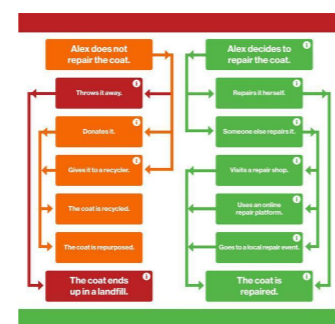 Alex does not
repair the coat.
Throws it away.
Donates it.
Gives it to a recycler.
The coat is recycled.
The coat is repurposed.
The coat ends
up in a landfill.
Alex decides to
repair the coat.
Repairs it herself.
Someone else repairs it.
Visits a repair shop.
Uses an online
repair platform.
Goes to a local repair event.
The coat is
repaired.